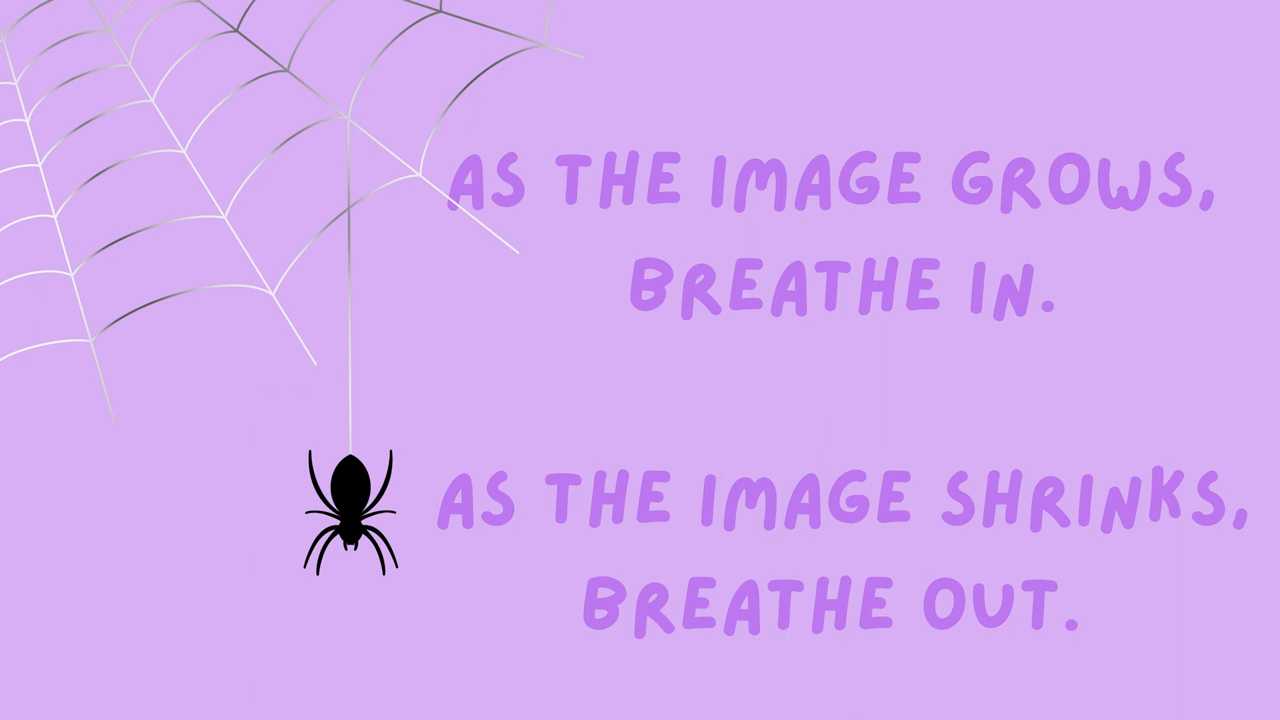 AS THE IMAGE GROWS,
BREATHE IN.
AS THE IMAGE SHRINKS,
BREATHE OUT.